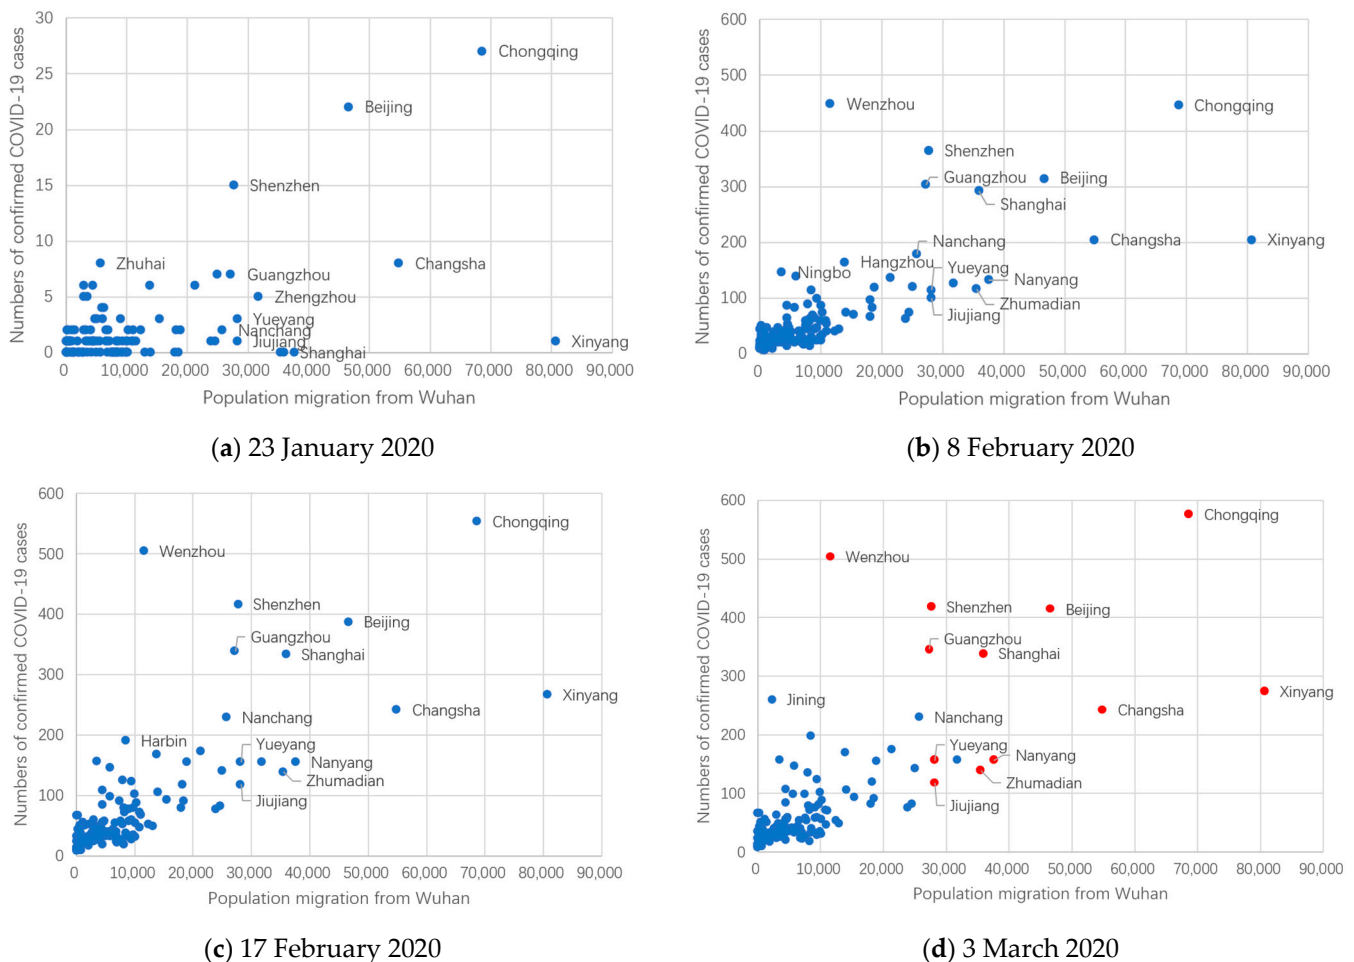 Numbers of confirmed COVID-19 cases
30
25
20
15
10
5
0
Chongqing
Beijing
Shenzhen
Zhuhai
Guangzhou
Changsha
Zhengzhou
Yueyang
Nanchang
Jiujiang
Shanghai
Xinyang
0 10,000 20,000 30,000 40,000 50,000 60,000 70,000 80,000 90,000
Population migration from Wuhan
(a) 23 January 2020
Numbers of confirmed COVID-19 cases
600
500
400
300
200
100
0
Wenzhou
Chongqing
Shenzhen
Guangzhou
Beijing
Shanghai
Nanchang
Changsha
Xinyang
Hangzhou
Yueyang
Ningbo
Nanyang
Zhumadian
Jiujiang
0 10,000 20,000 30,000 40,000 50,000 60,000 70,000 80,000 90,000
Population migration from Wuhan
(b) 8 February 2020
Numbers of confirmed COVID-19 cases
600
500
400
300
200
100
0
Chongqing
Wenzhou
Shenzhen
Beijing
Guangzhou
Shanghai
Xinyang
Changsha
Nanchang
Harbin
Yueyang
Nanyang
Zhumadian
Jiujiang
0 10,000 20,000 30,000 40,000 50,000 60,000 70,000 80,000 90,000
Population migration from Wuhan
(c) 17 February 2020
Numbers of confirmed COVID-19 cases
600
500
400
300
200
100
0
Chongqing
Wenzhou
Shenzhen
Beijing
Guangzhou
Shanghai
Jining
Xinyang
Changsha
Nanchang
Yueyang
Nanyang
Zhumadian
Jiujiang
0 10,000 20,000 30,000 40,000 50,000 60,000 70,000 80,000 90,000
Population migration from Wuhan
(d) 3 March 2020